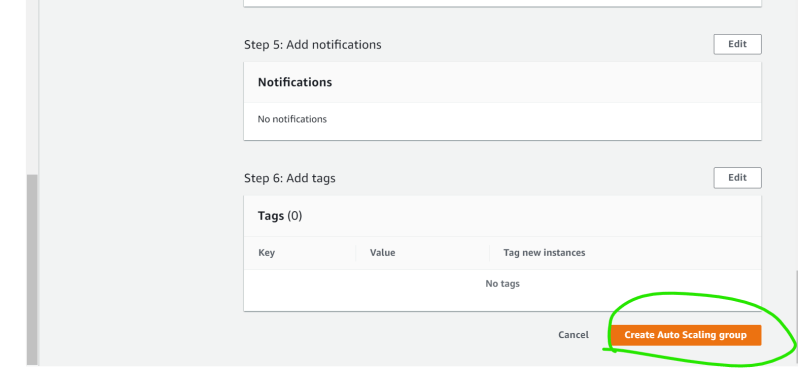 Step 5: Add notifications Edit
Notifications
No notifications
Step 6: Add tags Edit
Tags (0)
Key Value Tag new instances
No tags
Cancel Create Auto Scaling group